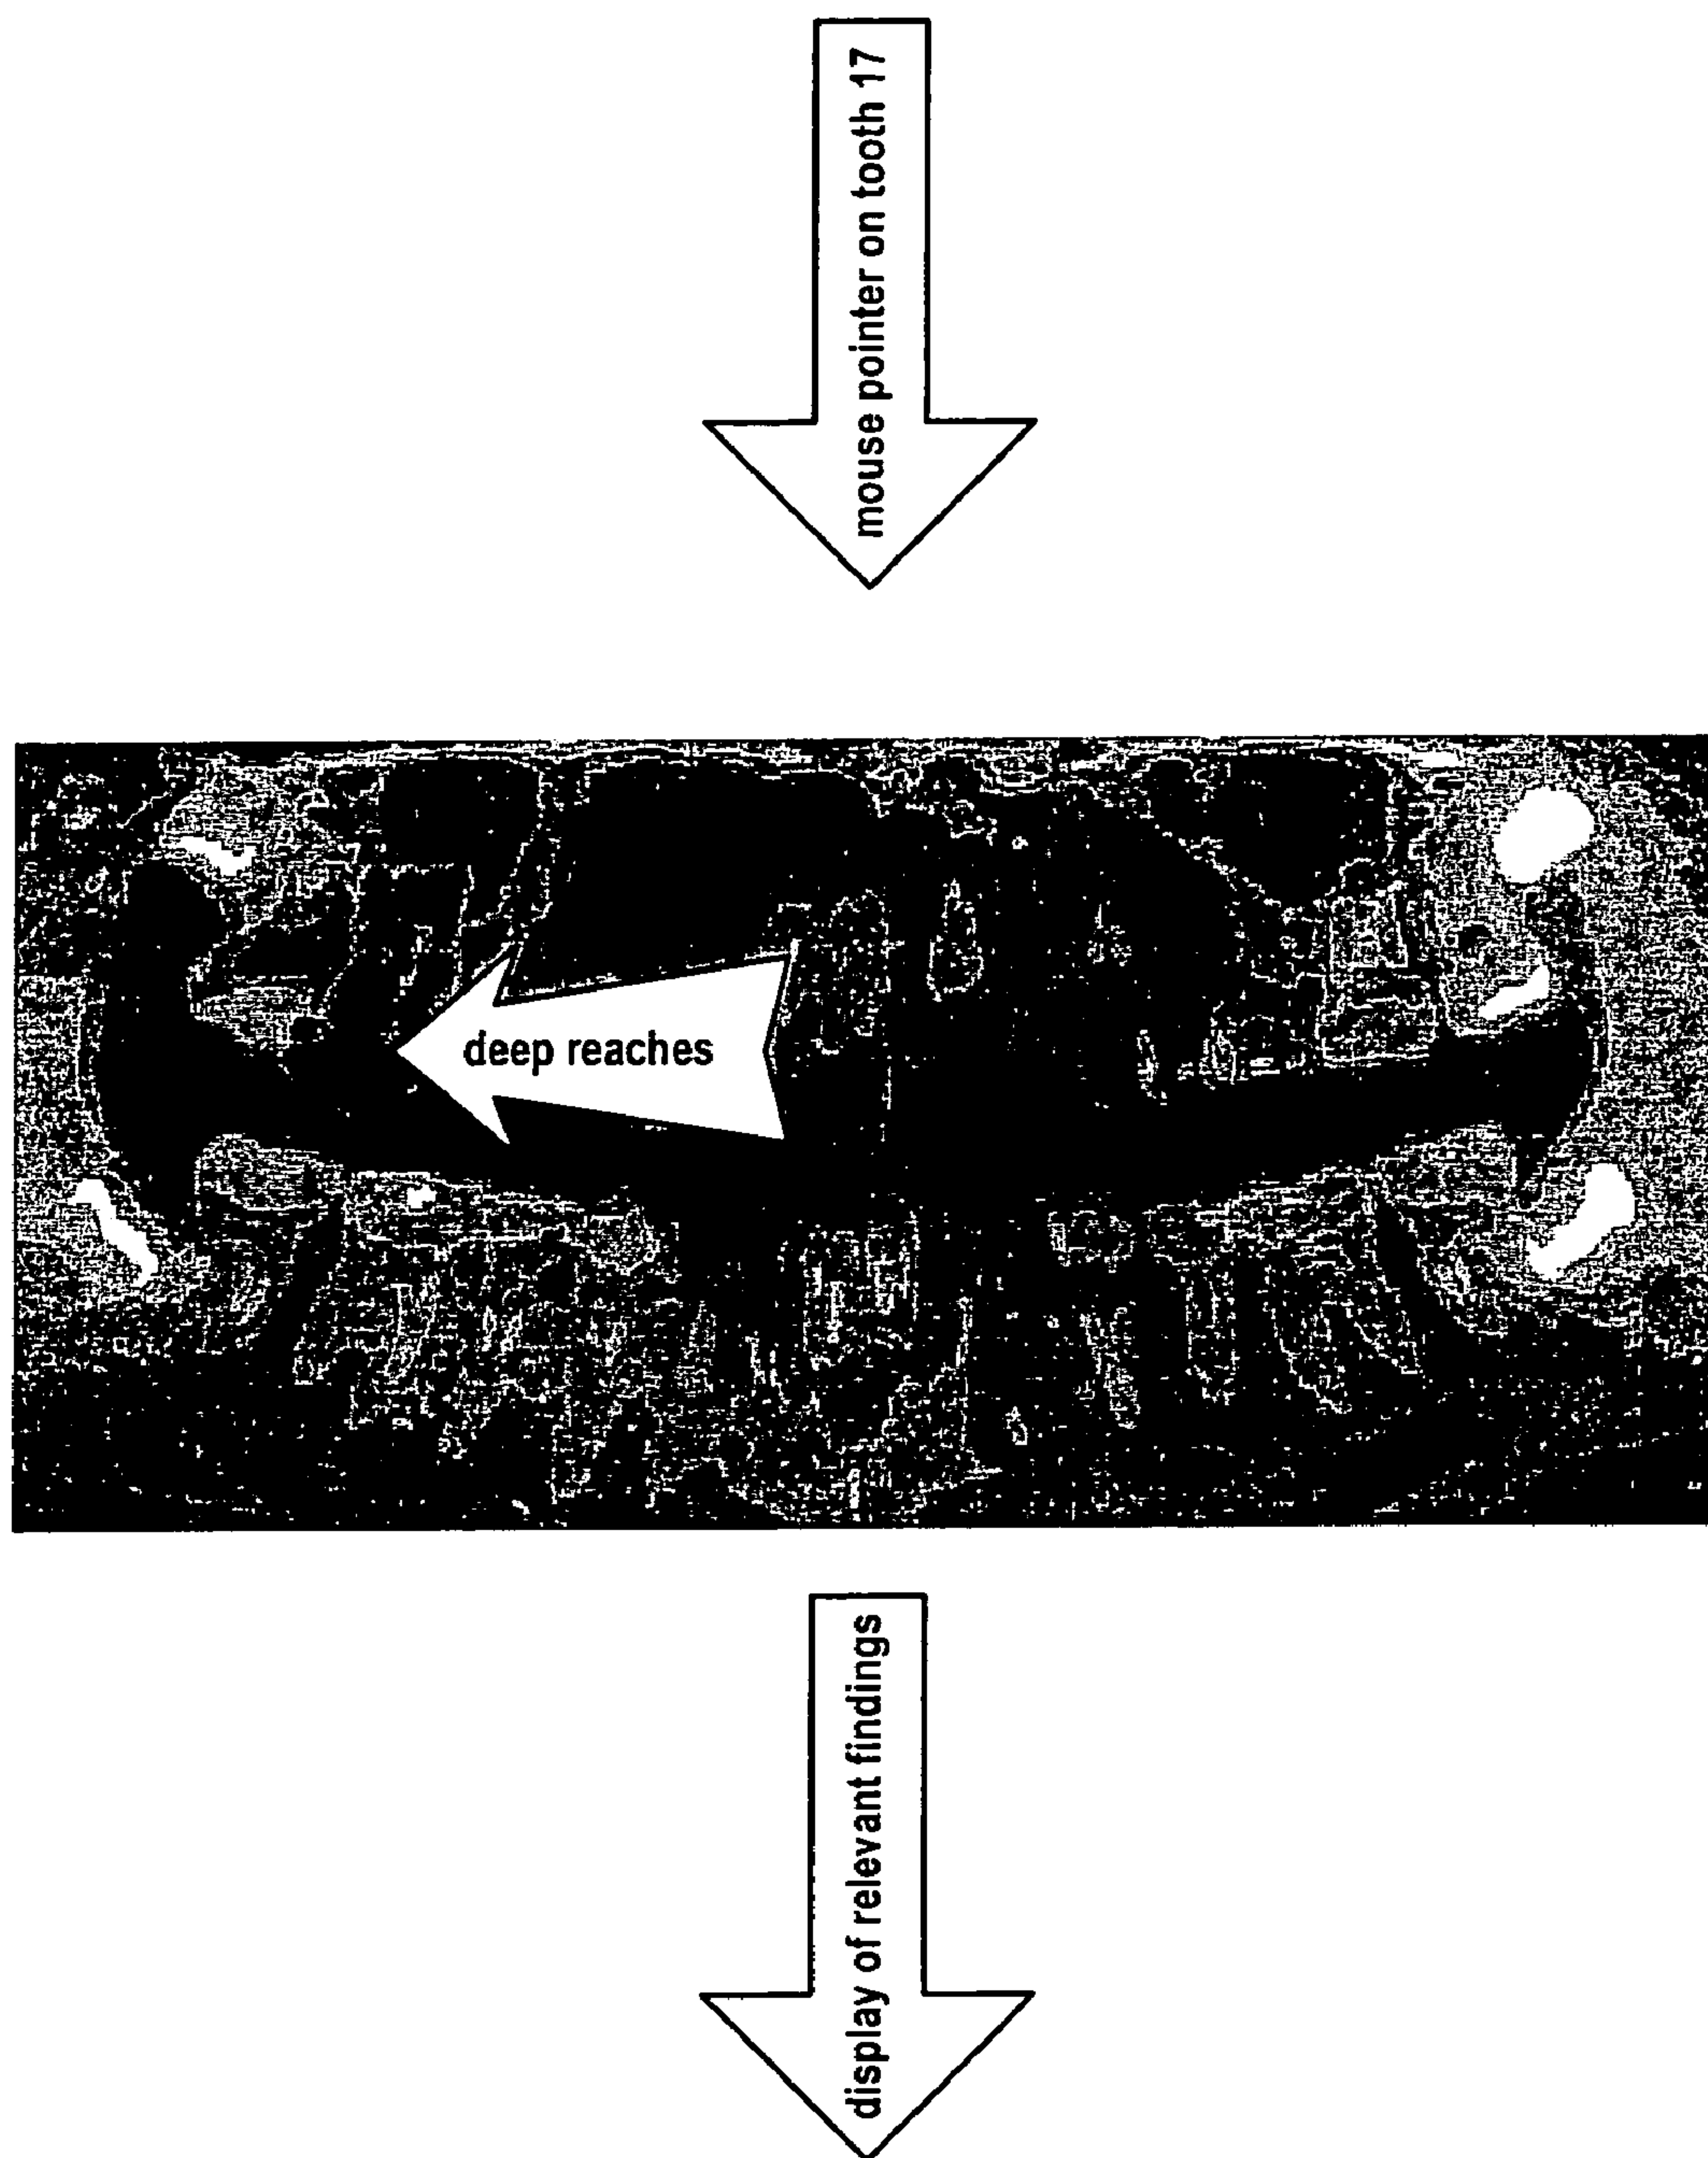 mouse pointer on tooth 17
deep reaches
display of relevant findings